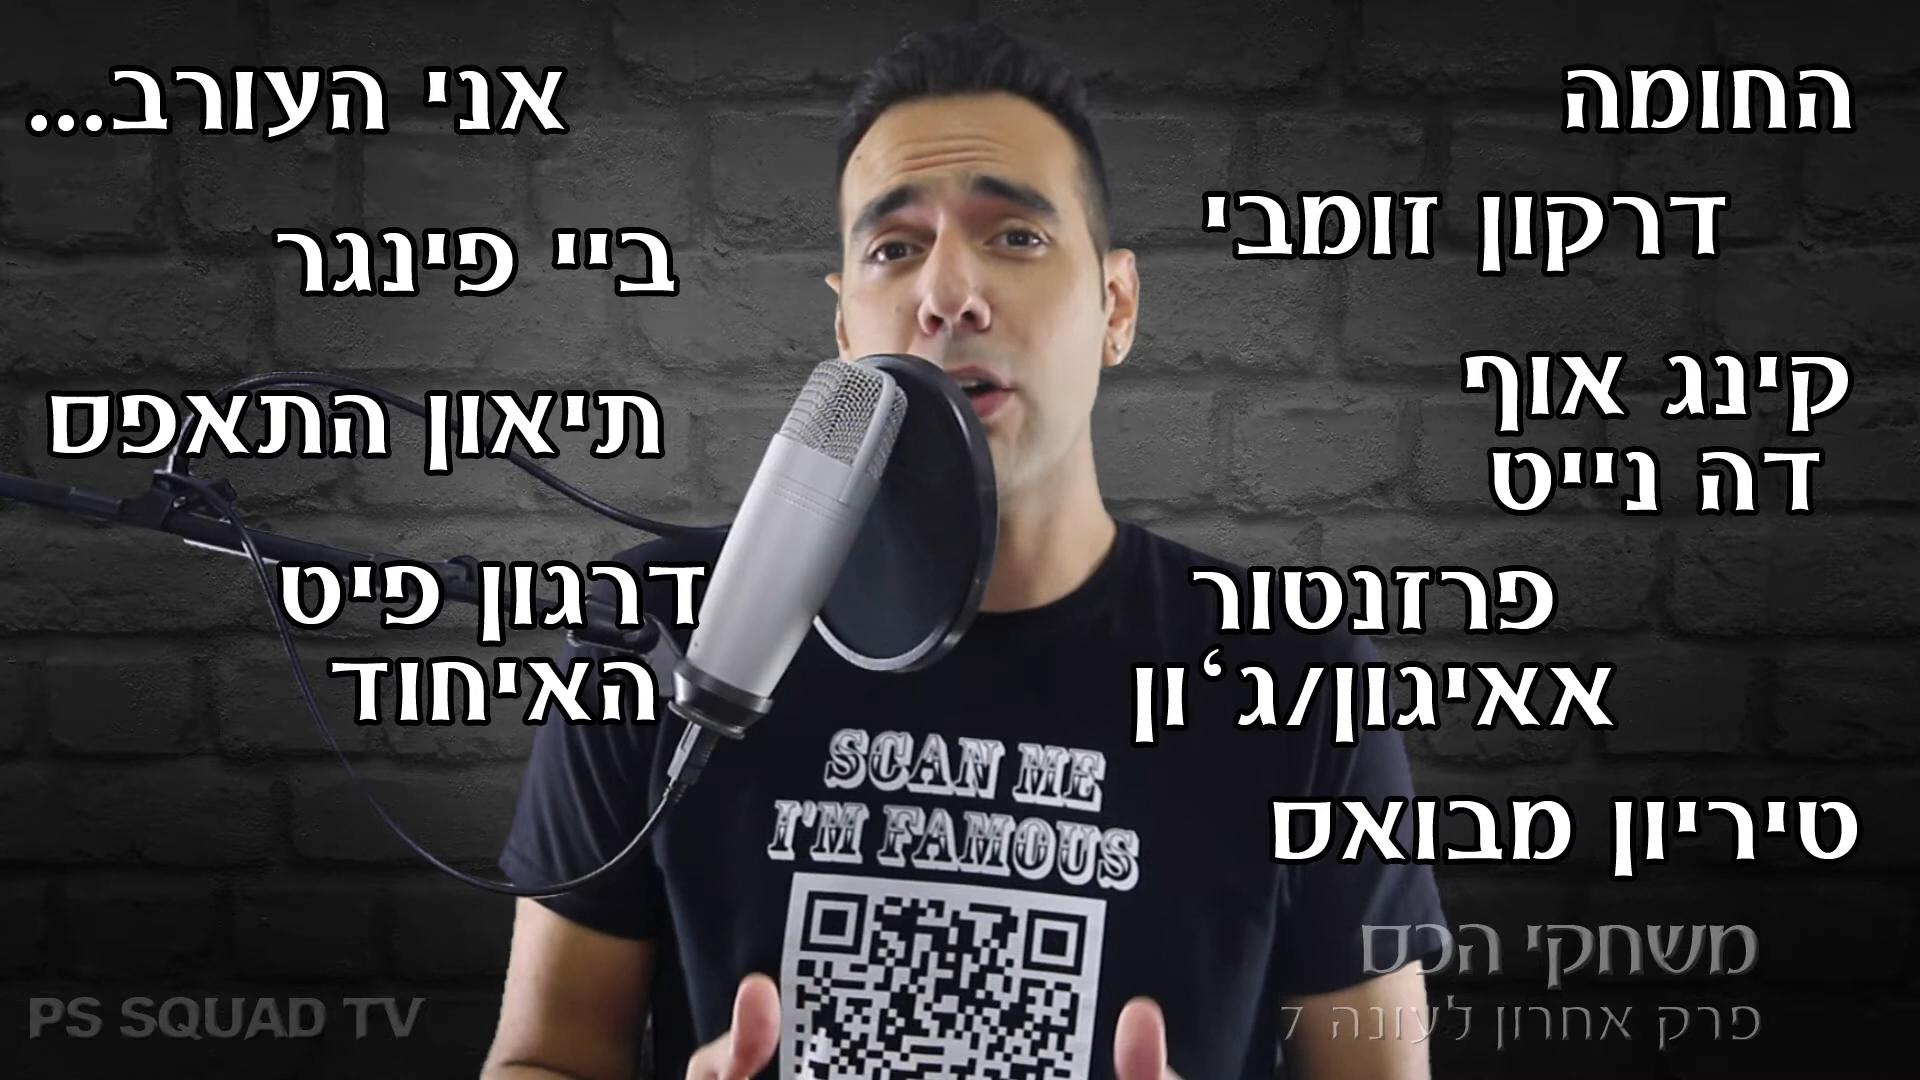 החומה
דרקון זומבי
קינג אוף
דה נייט
פרזנטור
אאיגון/ג'ון
טיריון מבואס
אני העורב...
ביי פינגר
תיאון התאפס
דרגון פיט
האיחוד
SCAN ME
I'M FAMOUS
משחקי הכס
פרק אחרון לעונה 7
PS SQUAD TV